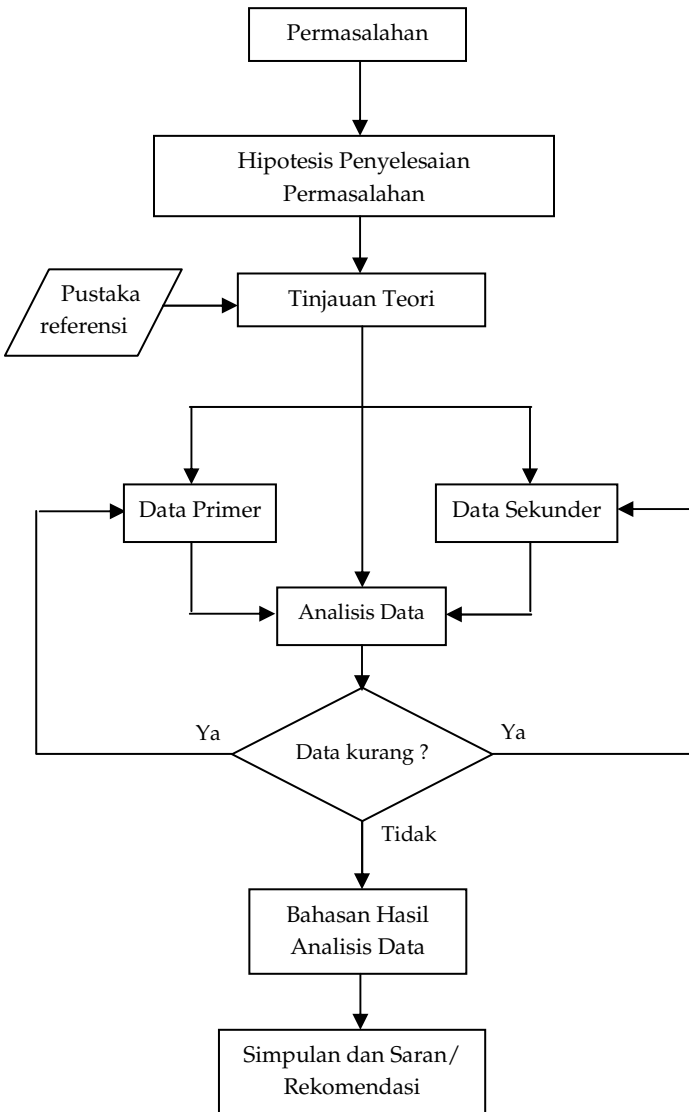 Permasalahan
Hipotesis Penyelesaian
Permasalahan
Pustaka
referensi
Tinjauan Teori
Data Primer
Data Sekunder
Analisis Data
Ya
Data kurang ?
Ya
Tidak
Bahasan Hasil
Analisis Data
Simpulan dan Saran/
Rekomendasi